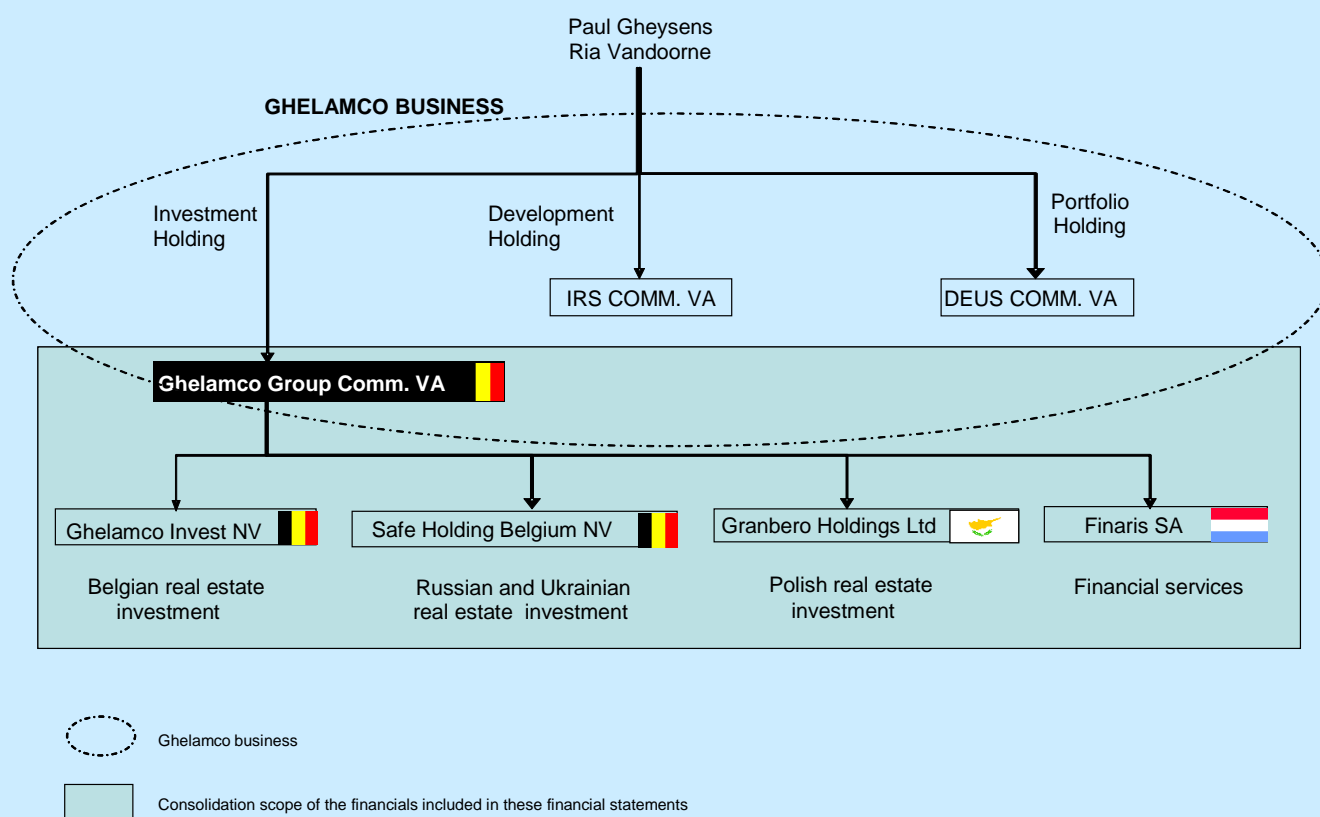 Paul Gheysens
Ria Vandoorne
GHELAMCO BUSINESS
Investment
Holding
Development
Holding
Portfolio
Holding
IRS COMM. VA
DEUS COMM. VA
Ghelamco Group Comm. VA
Ghelamco Invest NV
Safe Holding Belgium NV
Granbero Holdings Ltd
Finaris SA
Belgian real estate
investment
Russian and Ukrainian
real estate investment
Polish real estate
investment
Financial services
Ghelamco business
Consolidation scope of the financials included in these financial statements